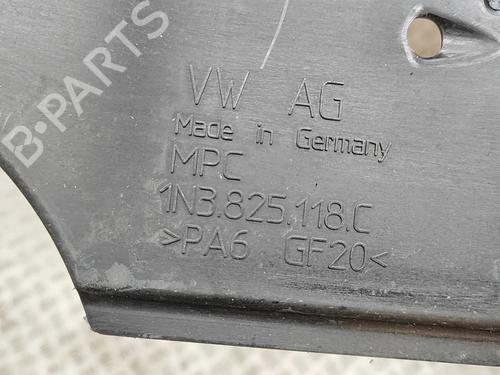 B-PARTS
VW AG
Made in Germany
MPC
1N3.825.118.C
>PA6 GF20<